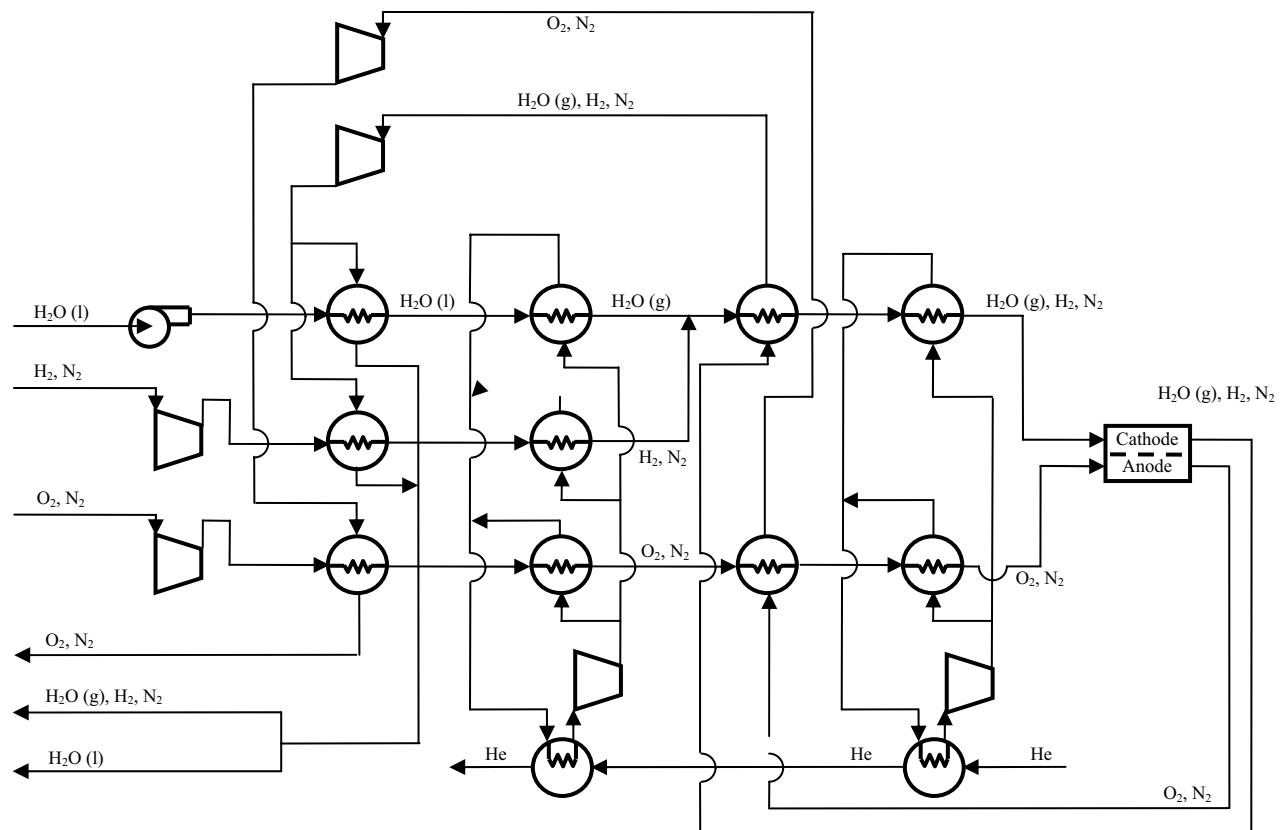 O₂, N₂
H₂O (g), H₂, N₂
H₂O (l)
H₂O (l)
H₂O (g)
H₂O (g), H₂, N₂
H₂, N₂
H₂O (g), H₂, N₂
Cathode
Anode
H₂, N₂
O₂, N₂
O₂, N₂
O₂, N₂
O₂, N₂
H₂O (g), H₂, N₂
H₂O (l)
He
He
He
O₂, N₂